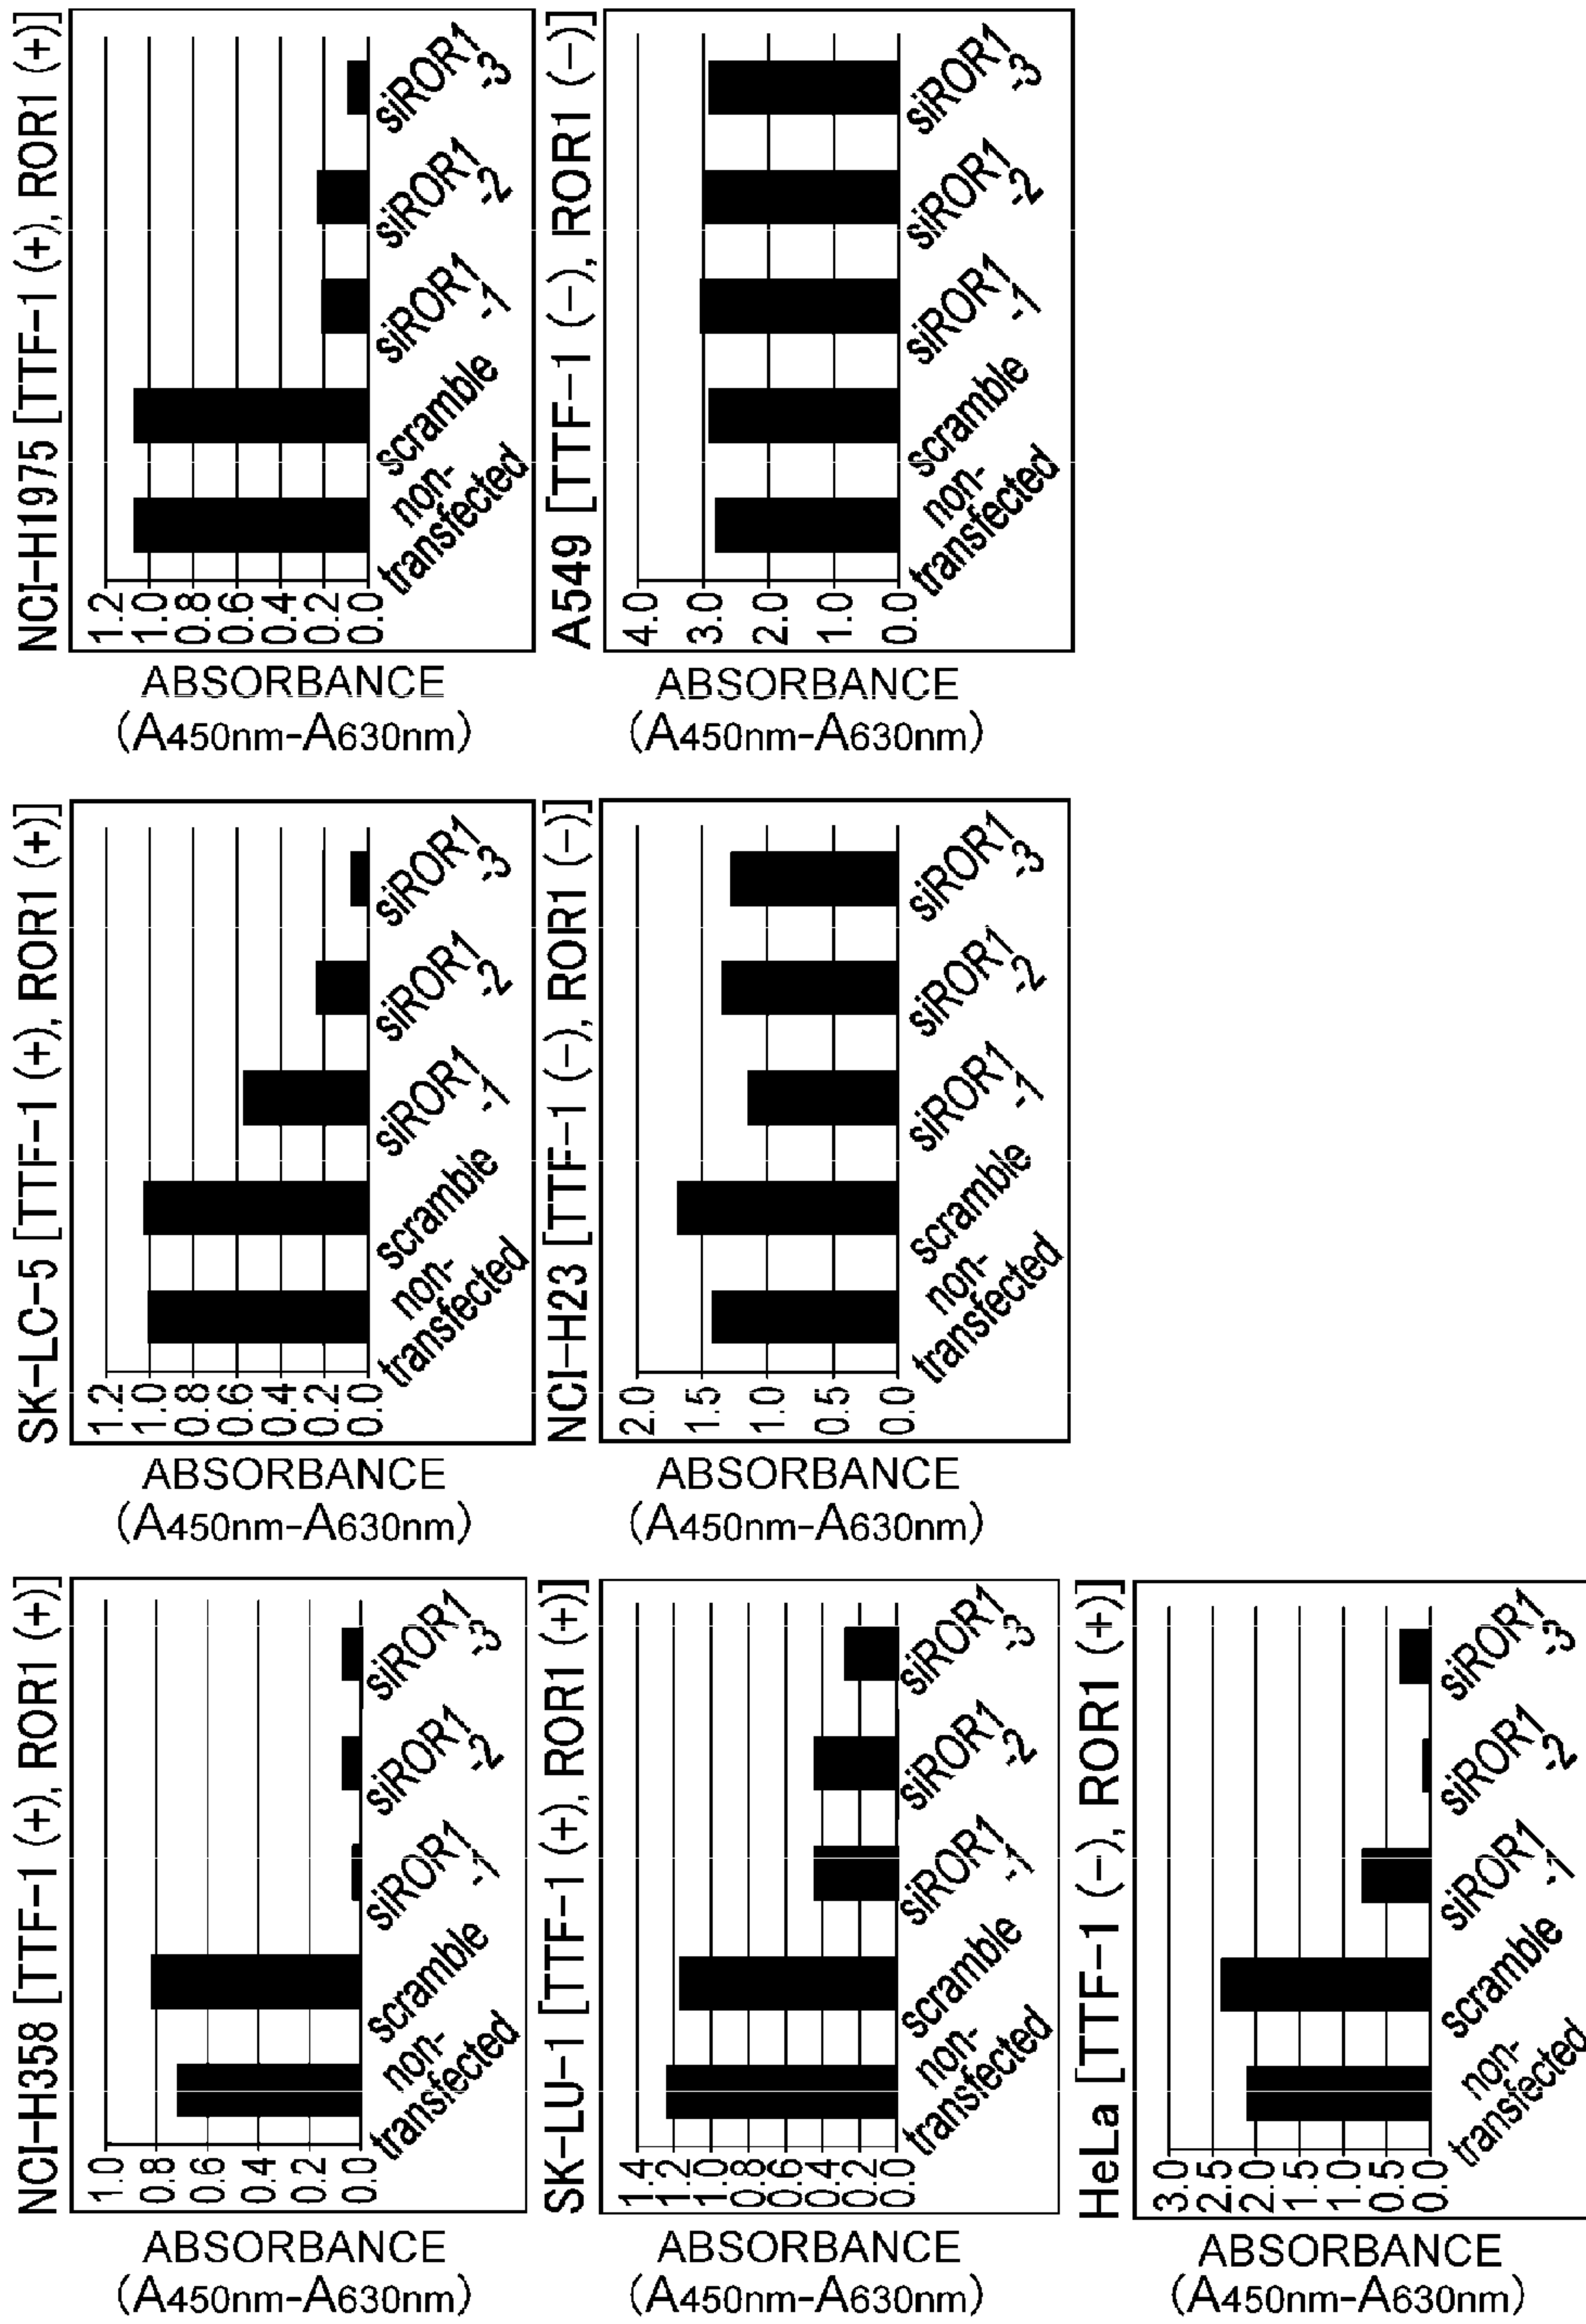 NCI-H358 [TTF-1 (+), ROR1 (+)]
ABSORBANCE
(A450nm-A630nm)
1.0
0.8
0.6
0.4
0.2
0.0
non-
transfected
scramble
siROR1
-1
siROR1
-2
siROR1
-3
SK-LC-5 [TTF-1 (+), ROR1 (+)]
ABSORBANCE
(A450nm-A630nm)
1.2
1.0
0.8
0.6
0.4
0.2
0.0
non-
transfected
scramble
siROR1
-1
siROR1
-2
siROR1
-3
NCI-H1975 [TTF-1 (+), ROR1 (+)]
ABSORBANCE
(A450nm-A630nm)
1.2
1.0
0.8
0.6
0.4
0.2
0.0
non-
transfected
scramble
siROR1
-1
siROR1
-2
siROR1
-3
SK-LU-1 [TTF-1 (+), ROR1 (+)]
ABSORBANCE
(A450nm-A630nm)
1.4
1.2
1.0
0.8
0.6
0.4
0.2
0.0
non-
transfected
scramble
siROR1
-1
siROR1
-2
siROR1
-3
NCI-H23 [TTF-1 (-), ROR1 (-)]
ABSORBANCE
(A450nm-A630nm)
2.0
1.5
1.0
0.5
0.0
non-
transfected
scramble
siROR1
-1
siROR1
-2
siROR1
-3
A549 [TTF-1 (-), ROR1 (-)]
ABSORBANCE
(A450nm-A630nm)
4.0
3.0
2.0
1.0
0.0
non-
transfected
scramble
siROR1
-1
siROR1
-2
siROR1
-3
HeLa [TTF-1 (-), ROR1 (+)]
ABSORBANCE
(A450nm-A630nm)
3.0
2.5
2.0
1.5
1.0
0.5
0.0
non-
transfected
scramble
siROR1
-1
siROR1
-2
siROR1
-3